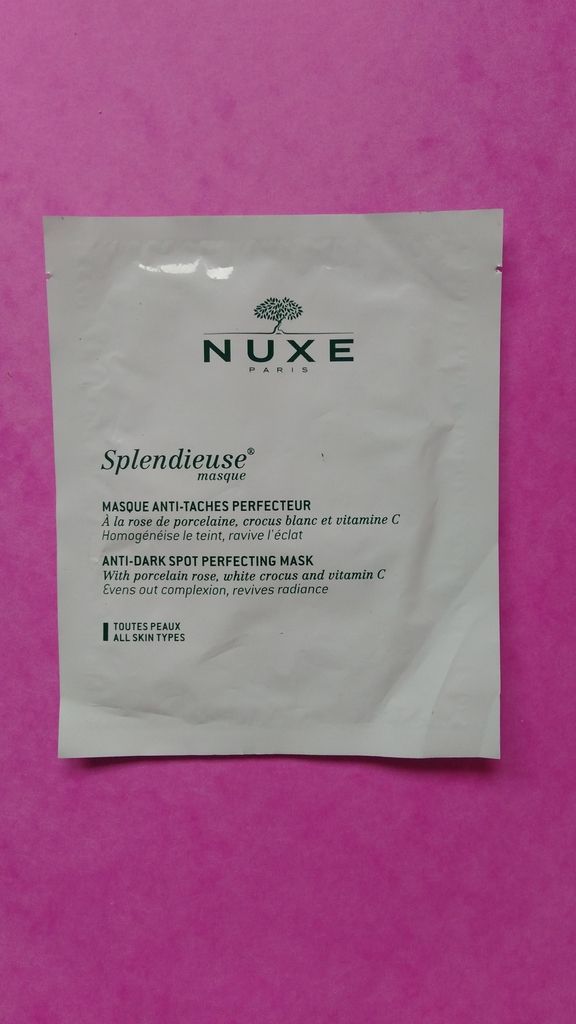 NUXE
PARIS
Splendieuse®
masque
MASQUE ANTI-TACHES PERFECTEUR
À la rose de porcelaine, crocus blanc et vitamine C
Homogénéise le teint, ravive l'éclat
ANTI-DARK SPOT PERFECTING MASK
With porcelain rose, white crocus and vitamin C
Evens out complexion, revives radiance
TOUTES PEAUX
ALL SKIN TYPES